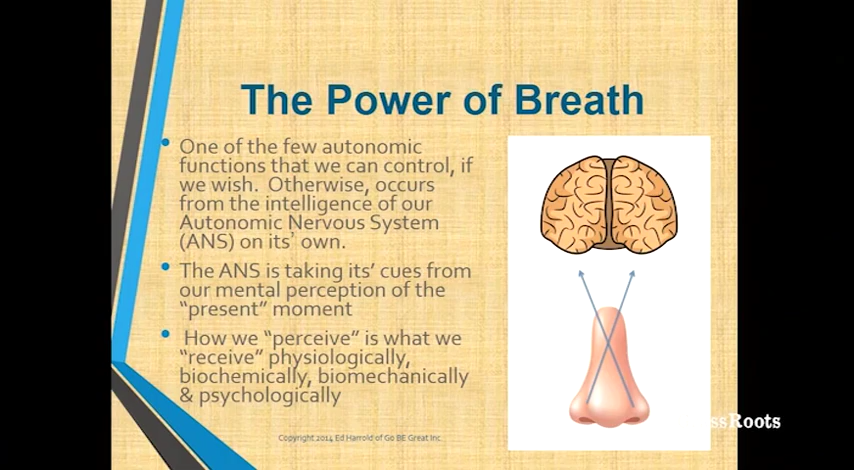 The Power of Breath
• One of the few autonomic
functions that we can control, if
we wish. Otherwise, occurs
from the intelligence of our
Autonomic Nervous System
(ANS) on its' own.
• The ANS is taking its' cues from
our mental perception of the
“present” moment
• How we “perceive” is what we
“receive” physiologically,
biochemically, biomechanically
& psychologically
Copyright 2014 Ed Harrold of Go BE Great Inc.
ssRoots